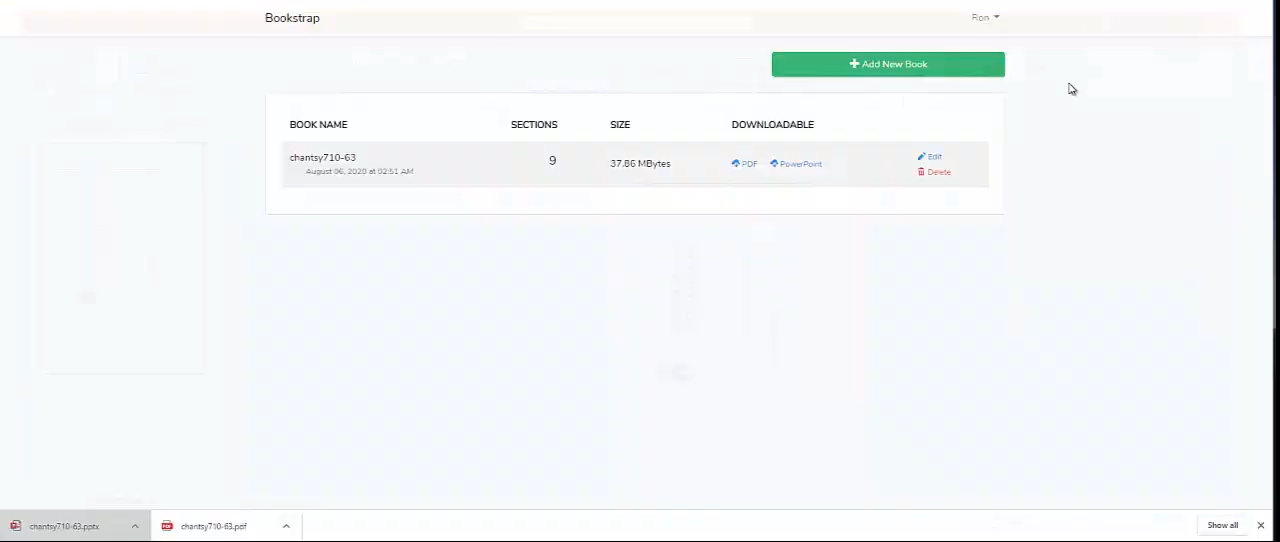 Bookstrap
Ron
Add New Book
BOOK NAME SECTIONS SIZE DOWNLOADABLE
chantsy710-63 9 37.86 MBytes PDF PowerPoint Edit
August 06, 2020 at 02:51 AM Delete
chantsy710-63.pptx chantsy710-63.pdf Show all